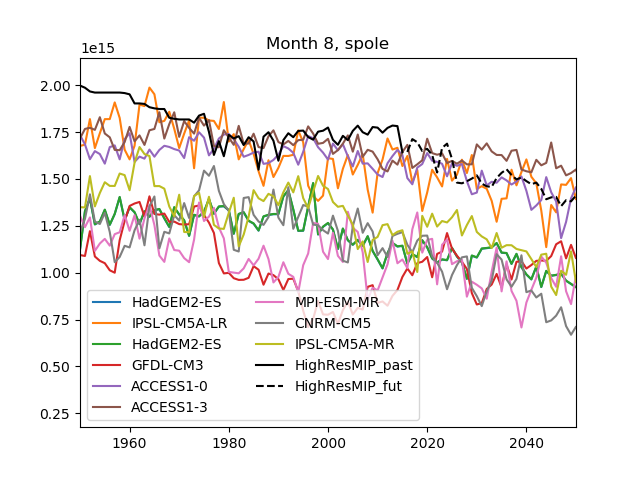 Month 8, spole
1e15
2.00
1.75
1.50
1.25
1.00
0.75
0.50
0.25
HadGEM2-ES
IPSL-CM5A-LR
HadGEM2-ES
GFDL-CM3
ACCESS1-0
ACCESS1-3
MPI-ESM-MR
CNRM-CM5
IPSL-CM5A-MR
HighResMIP_past
HighResMIP_fut
1960 1980 2000 2020 2040